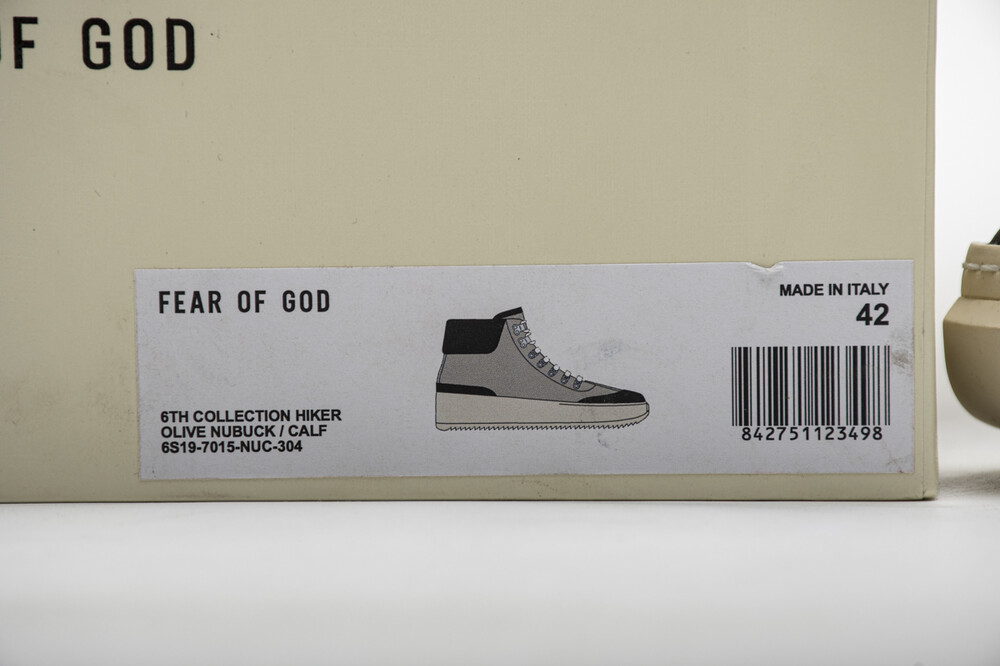 OF GOD
FEAR OF GOD
MADE IN ITALY
42
6TH COLLECTION HIKER
OLIVE NUBUCK / CALF
6S19-7015-NUC-304
842751123498